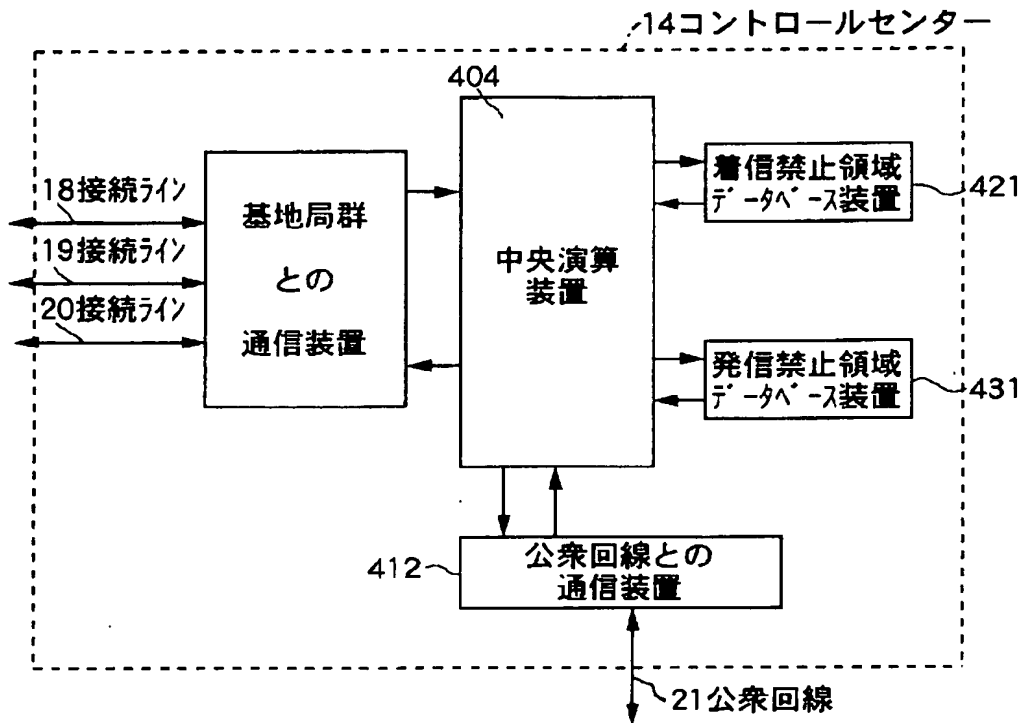 14コントロールセンター
404
18接続ライン
19接続ライン
20接続ライン
基地局群
との
通信装置
中央演算
装置
着信禁止領域
データベース装置
421
発信禁止領域
データベース装置
431
412
公衆回線との
通信装置
21公衆回線